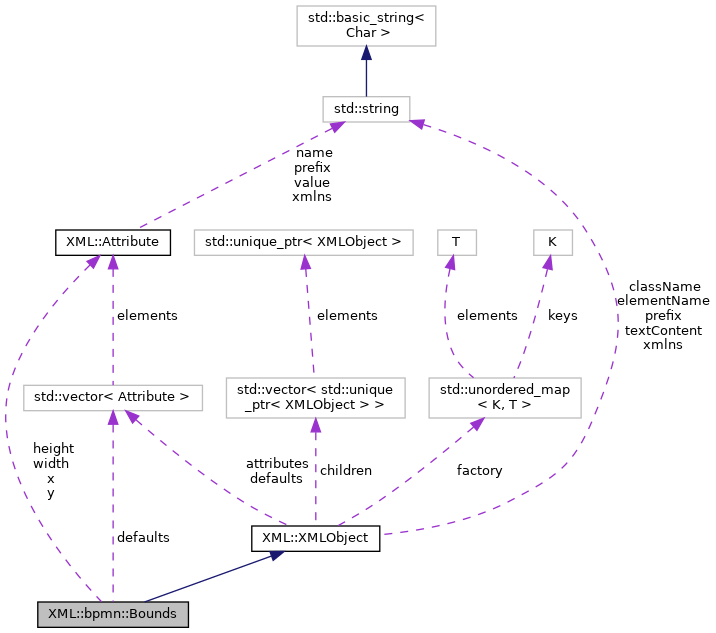 std::basic_string<
Char >
std::string
name
prefix
value
xmlns
XML::Attribute
std::unique_ptr< XMLObject >
T
K
className
elementName
prefix
textContent
xmlns
elements
elements
elements
keys
std::vector< Attribute >
std::vector< std::unique
_ptr< XMLObject > >
std::unordered_map
< K, T >
height
width
x
y
attributes
defaults
children
factory
defaults
XML::XMLObject
XML::bpmn::Bounds